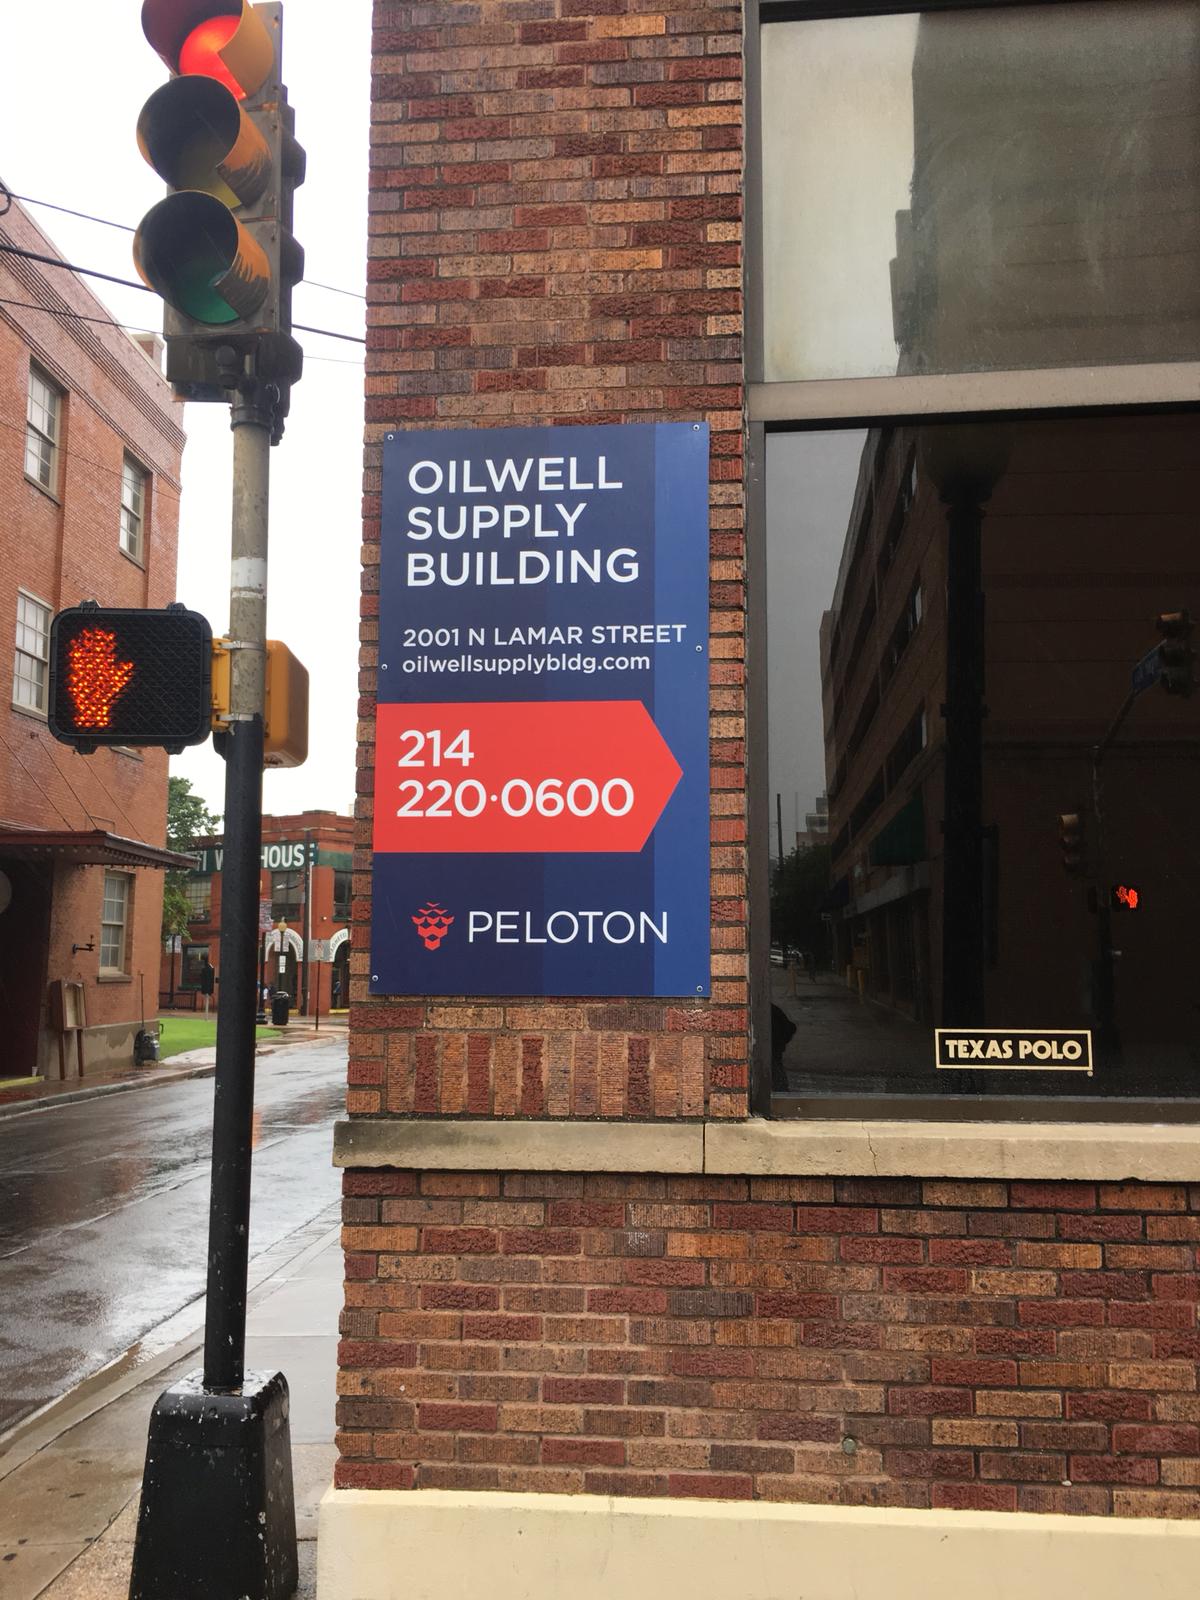 OILWELL
SUPPLY
BUILDING
2001 N LAMAR STREET
oilwellsupplybldg.com
214
220·0600
PELOTON
TEXAS POLO